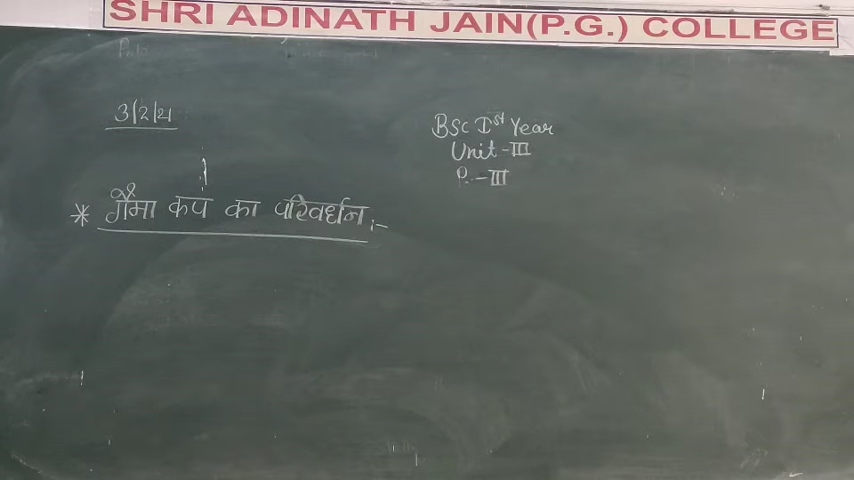 SHRI ADINATH JAIN(P.G.) COLLEGE
3/2/21
BSc Ist Year
Unit-III
P.-III
* गैमा कप का परिवर्धन :-